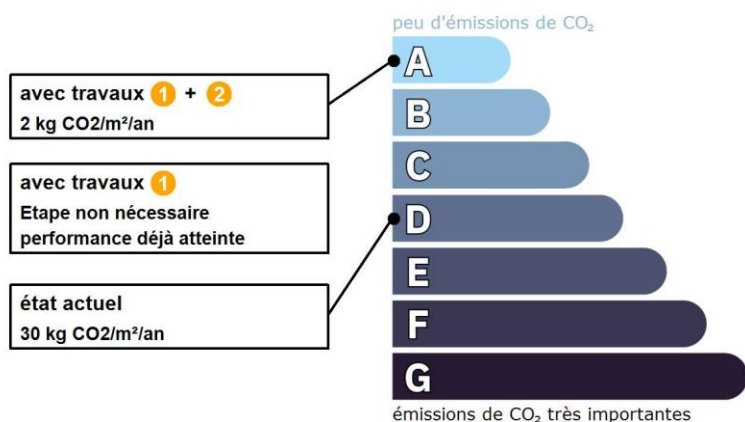 peu d'émissions de CO₂
avec travaux 1 + 2
2 kg CO2/m²/an
avec travaux 1
Etape non nécessaire
performance déjà atteinte
état actuel
30 kg CO2/m²/an
A
B
C
D
E
F
G
émissions de CO₂ très importantes